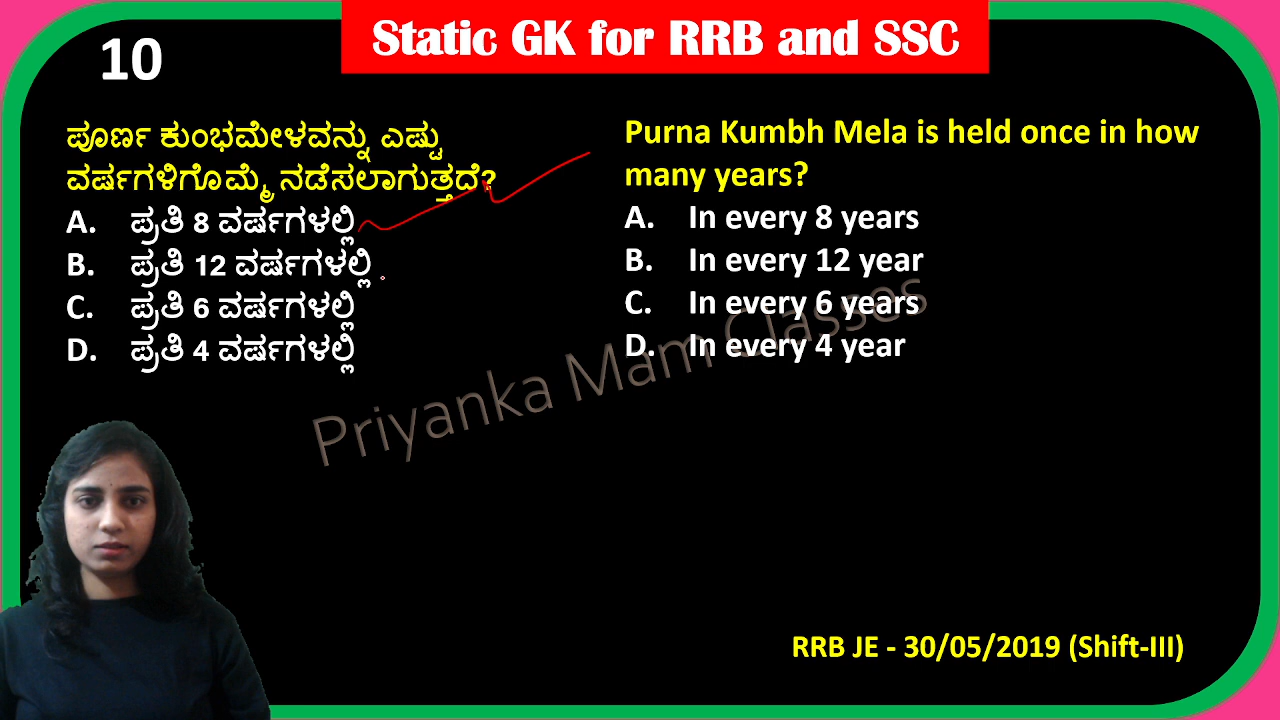 Static GK for RRB and SSC
10
ಪೂರ್ಣ ಕುಂಭಮೇಳವನ್ನು ಎಷ್ಟು
ವರ್ಷಗಳಿಗೊಮ್ಮೆ ನಡೆಸಲಾಗುತ್ತದೆ?
A. ಪ್ರತಿ 8 ವರ್ಷಗಳಲ್ಲಿ
B. ಪ್ರತಿ 12 ವರ್ಷಗಳಲ್ಲಿ
C. ಪ್ರತಿ 6 ವರ್ಷಗಳಲ್ಲಿ
D. ಪ್ರತಿ 4 ವರ್ಷಗಳಲ್ಲಿ
Purna Kumbh Mela is held once in how
many years?
A. In every 8 years
B. In every 12 year
C. In every 6 years
D. In every 4 year
Priyanka Mam Classes
RRB JE - 30/05/2019 (Shift-III)